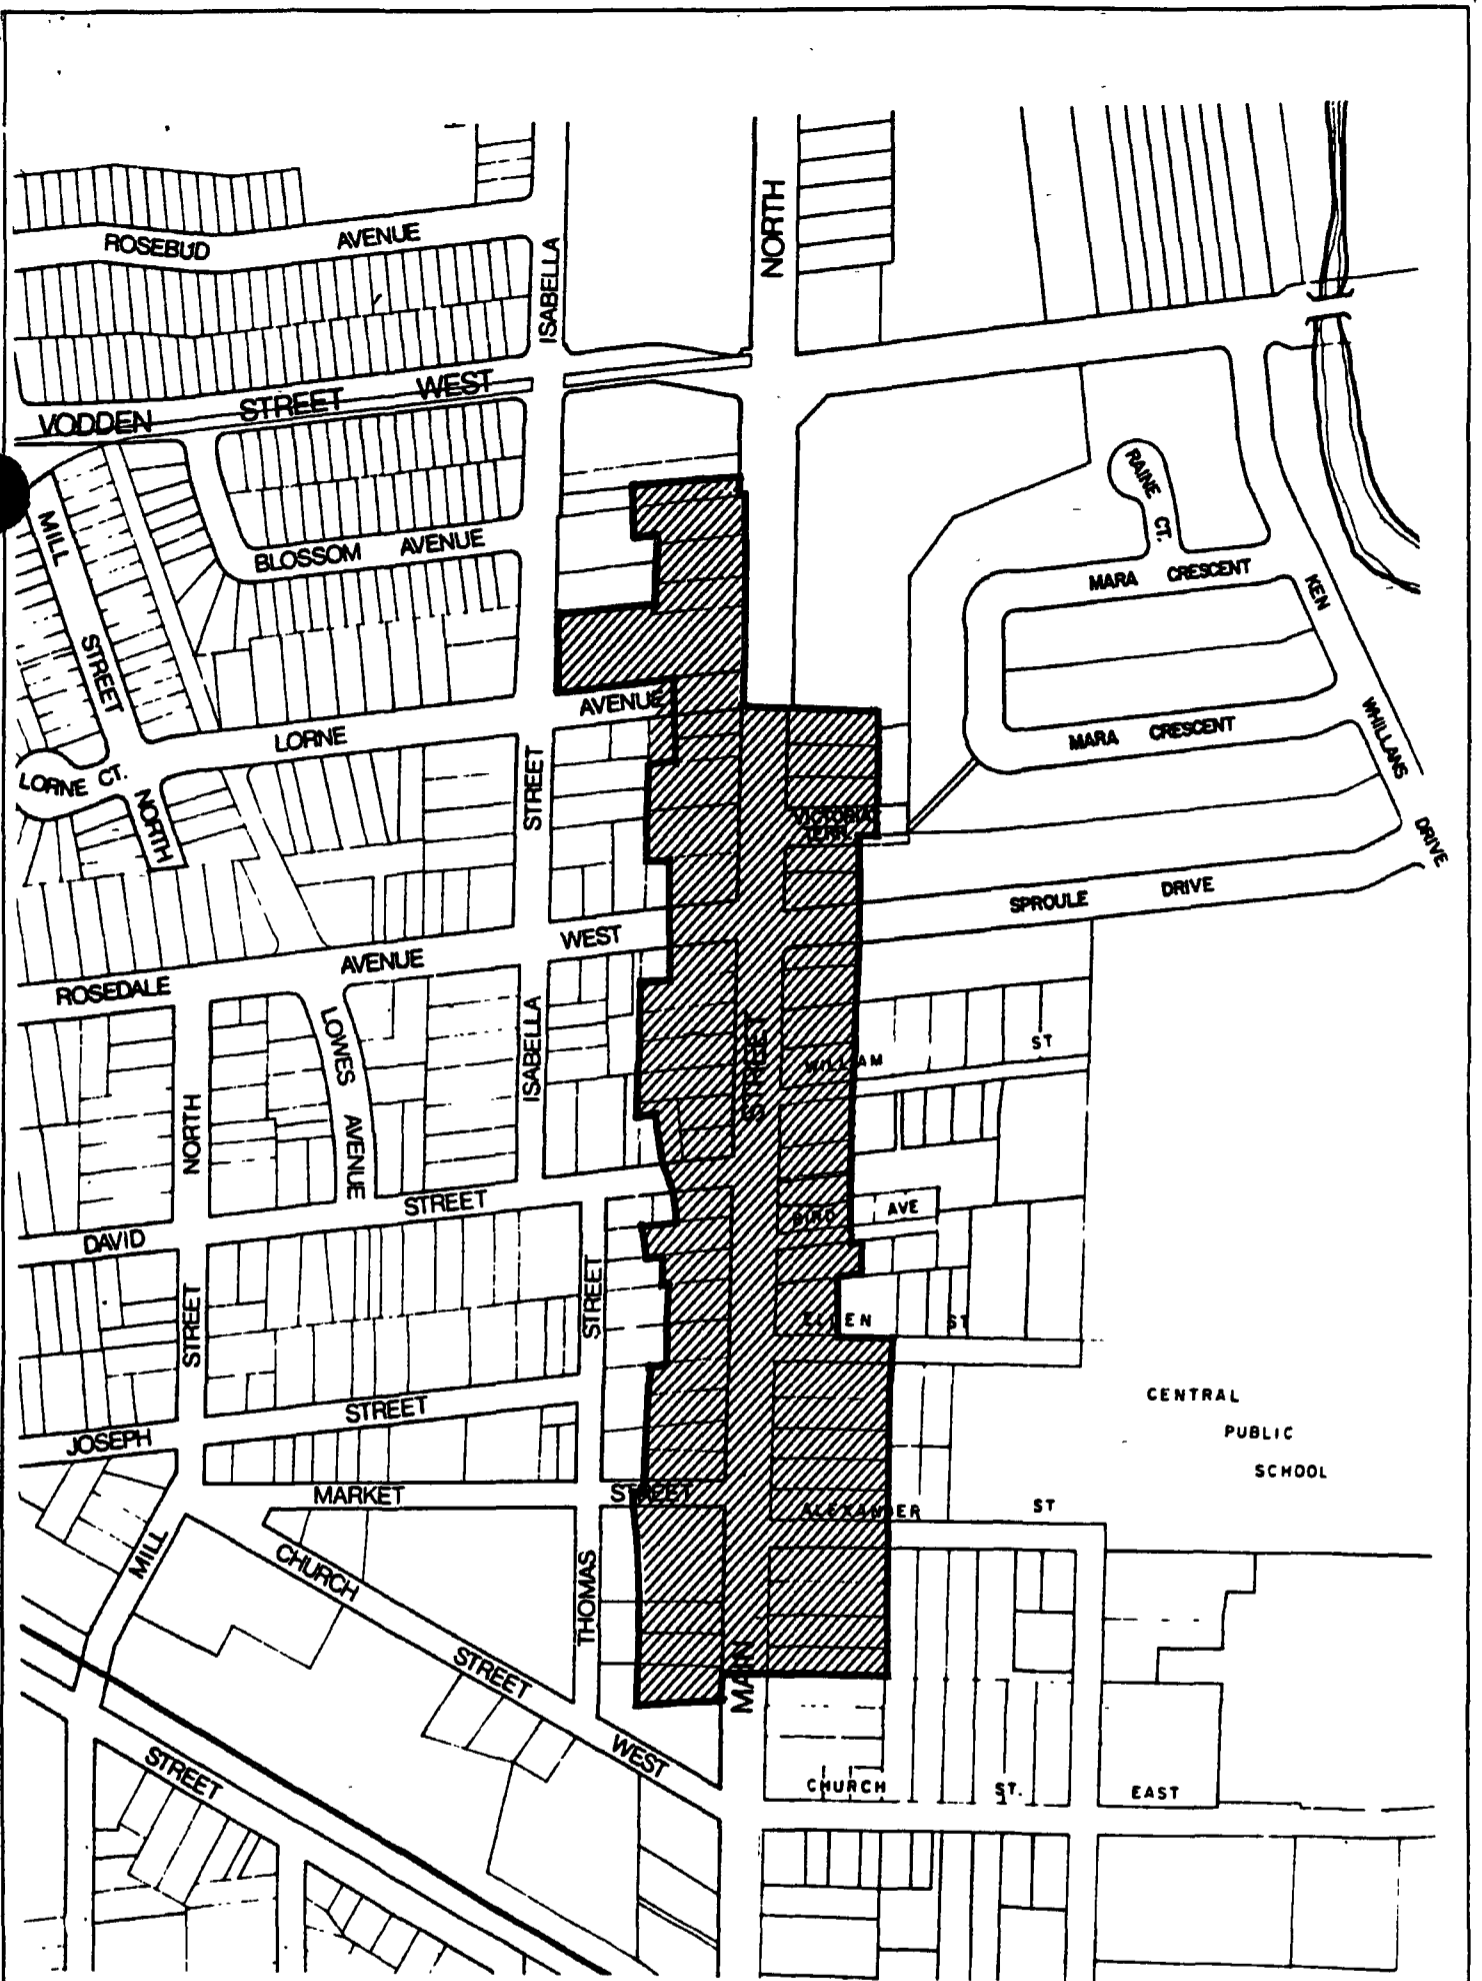 NORTH
ROSEBUD AVENUE
ISABELLA
VODDEN STREET WEST
MILL STREET
BLOSSOM AVENUE
RAINE CT.
MARA CRESCENT
KEN WHILLANS DRIVE
LORNE AVENUE
MARA CRESCENT
LORNE CT.
NORTH
STREET
VICTORIA
TERR.
SPROULE DRIVE
ROSEDALE AVENUE WEST
LOWES AVENUE
ISABELLA
STREET
WILLIAM ST
NORTH
DAVID STREET
BIRD AVE
STREET
STREET
ELLEN ST
JOSEPH STREET
CENTRAL
PUBLIC
SCHOOL
MARKET STREET
ALEXANDER ST
MILL
CHURCH STREET WEST
THOMAS
MAIN
STREET
CHURCH ST. EAST